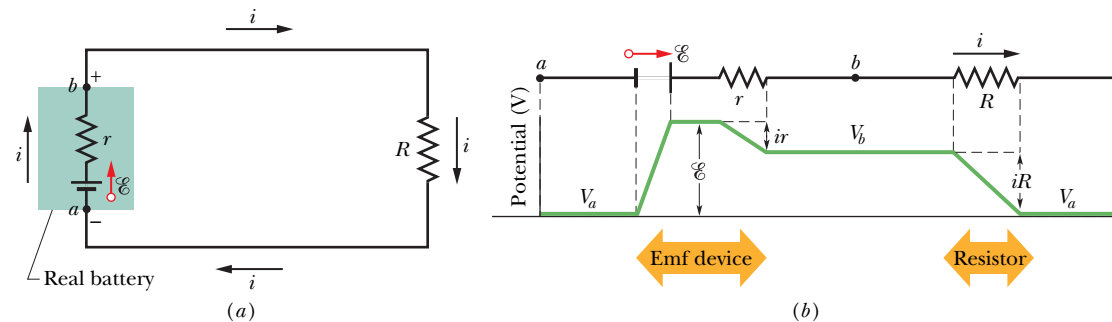 i
b +
i
r
ℰ
a
–
R
i
Real battery
i
(a)
Potential (V)
a
ℰ
r
b
i
R
V_a
ℰ
ir
V_b
iR
V_a
Emf device
Resistor
(b)